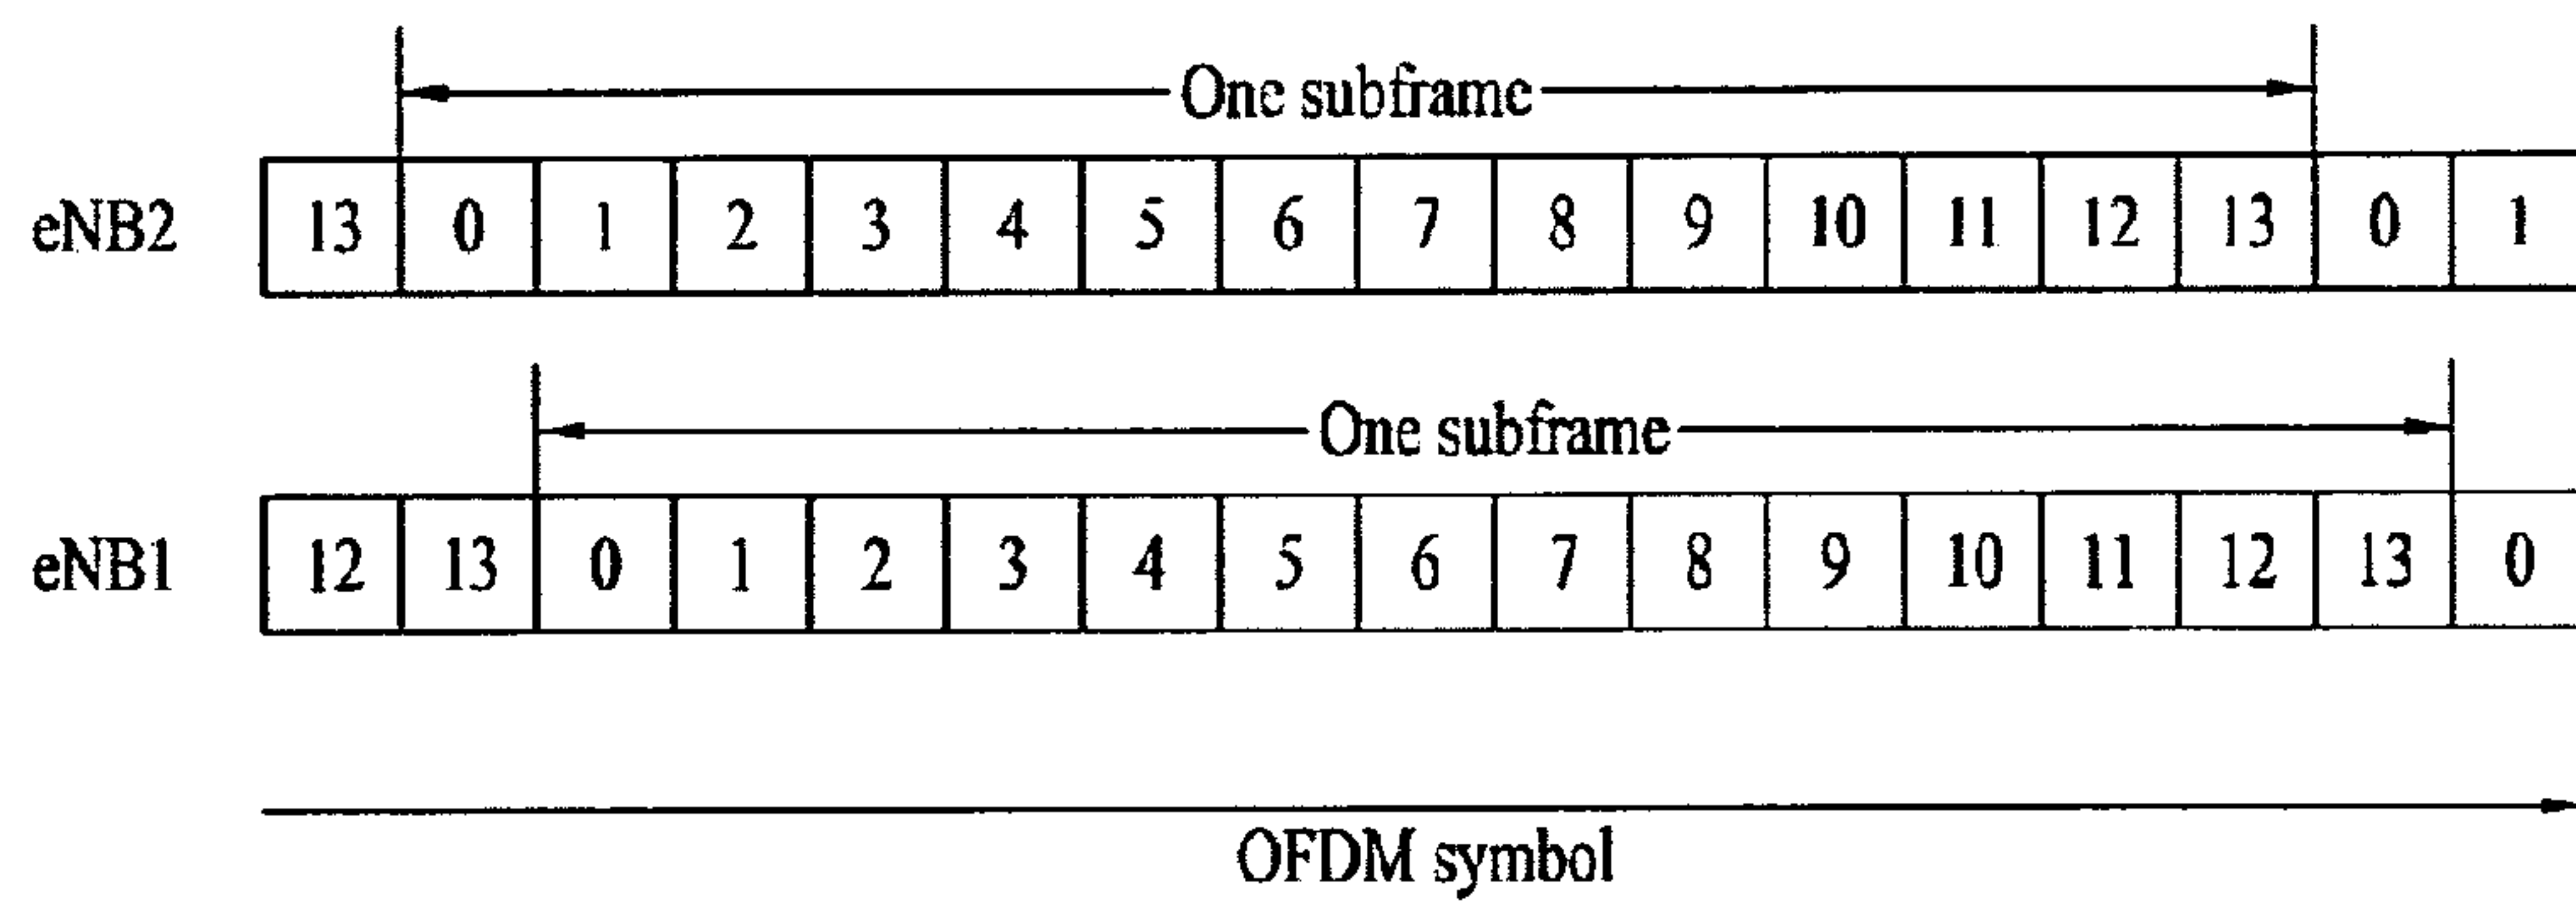 One subframe
eNB2 13 0 1 2 3 4 5 6 7 8 9 10 11 12 13 0 1
One subframe
eNB1 12 13 0 1 2 3 4 5 6 7 8 9 10 11 12 13 0
OFDM symbol